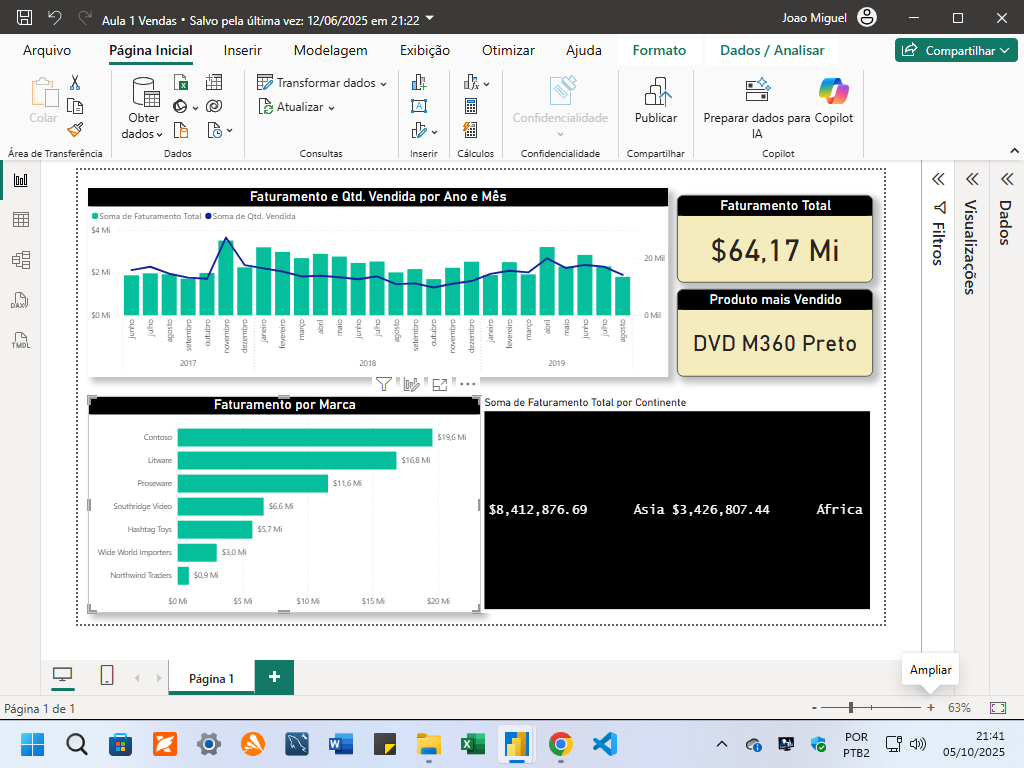 Aula 1 Vendas • Salvo pela última vez: 12/06/2025 em 21:22
Joao Miguel
Arquivo
Página Inicial
Inserir
Modelagem
Exibição
Otimizar
Ajuda
Formato
Dados / Analisar
Compartilhar
Colar
Obter dados
Transformar dados
Atualizar
Confidencialidade
Publicar
Preparar dados para IA
Copilot
Área de Transferência
Dados
Consultas
Inserir
Cálculos
Confidencialidade
Compartilhar
Copilot
DAX
TMDL
Faturamento e Qtd. Vendida por Ano e Mês
Soma de Faturamento Total
Soma de Qtd. Vendida
$4 Mi
$2 Mi
$0 Mi
20 Mil
0 Mil
junho
julho
agosto
setembro
outubro
novembro
dezembro
janeiro
fevereiro
março
abril
maio
junho
julho
agosto
setembro
outubro
novembro
dezembro
janeiro
fevereiro
março
abril
maio
junho
julho
agosto
2017
2018
2019
Faturamento Total
$64,17 Mi
Produto mais Vendido
DVD M360 Preto
Faturamento por Marca
Contoso
$19,6 Mi
Litware
$16,8 Mi
Proseware
$11,6 Mi
Southridge Video
$6,6 Mi
Hashtag Toys
$5,7 Mi
Wide World Importers
$3,0 Mi
Northwind Traders
$0,9 Mi
$0 Mi
$5 Mi
$10 Mi
$15 Mi
$20 Mi
Soma de Faturamento Total por Continente
$8,412,876.69 Ásia $3,426,807.44 África
Filtros
Visualizações
Dados
Página 1
Ampliar
Página 1 de 1
- + 63%
POR
PTB2
21:41
05/10/2025